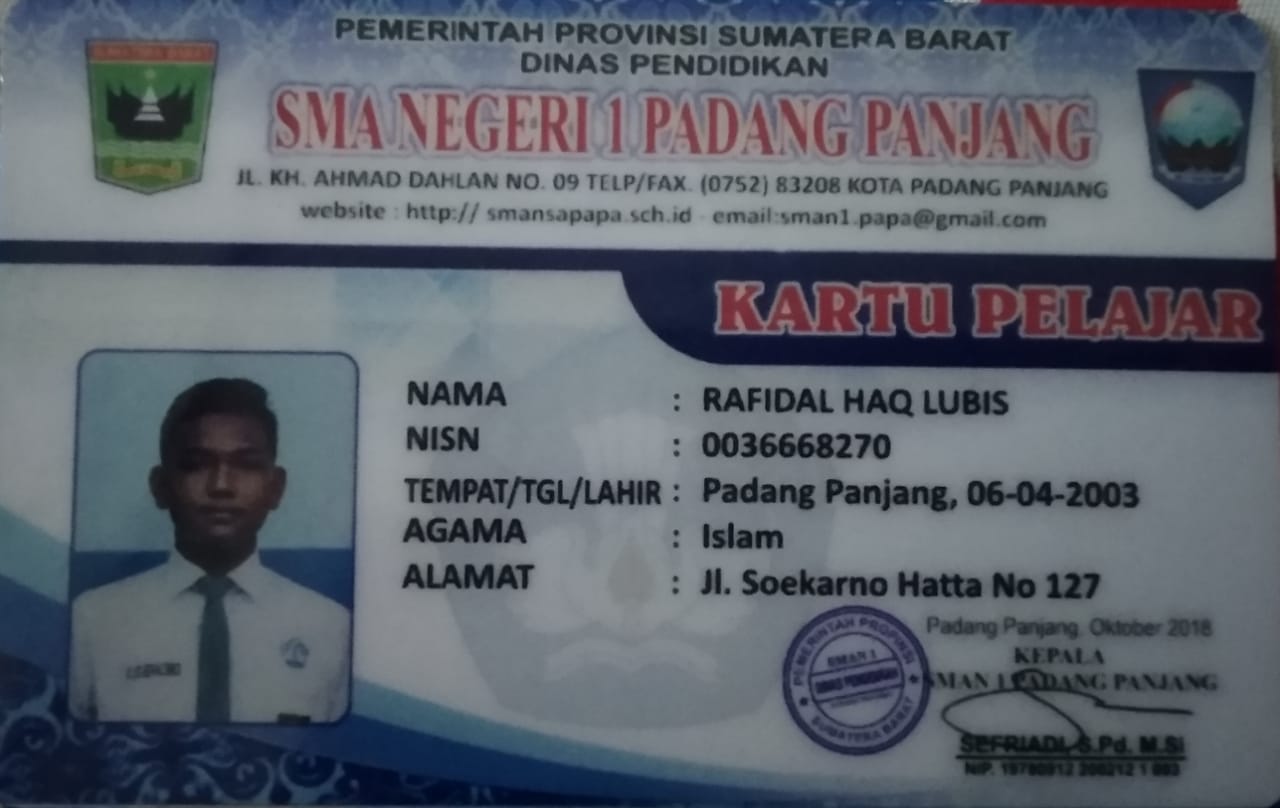 PEMERINTAH PROVINSI SUMATERA BARAT
DINAS PENDIDIKAN
SUMATERA BARAT
SMA NEGERI 1 PADANG PANJANG
JL. KH. AHMAD DAHLAN NO. 09 TELP/FAX. (0752) 83208 KOTA PADANG PANJANG
website : http:// smansapapa.sch.id - email:sman1.papa@gmail.com
KARTU PELAJAR
NAMA : RAFIDAL HAQ LUBIS
NISN : 0036668270
TEMPAT/TGL/LAHIR : Padang Panjang, 06-04-2003
AGAMA : Islam
ALAMAT : Jl. Soekarno Hatta No 127
Padang Panjang, Oktober 2018
KEPALA
SMAN 1 PADANG PANJANG
PEMERINTAH PROPINSI
SMAN 1
SUMATERA BARAT
SEFRIADI, S.Pd. M.Si
NIP.